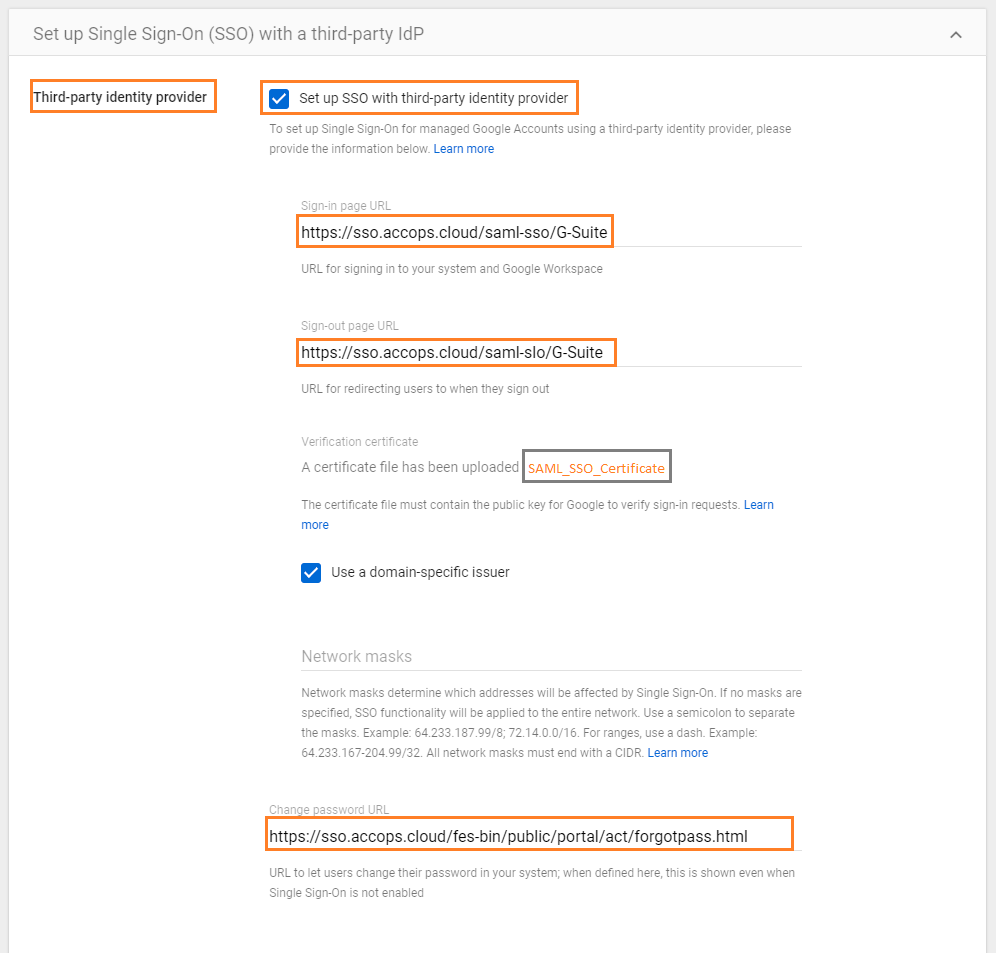 Set up Single Sign-On (SSO) with a third-party IdP
Third-party identity provider
Set up SSO with third-party identity provider
To set up Single Sign-On for managed Google Accounts using a third-party identity provider, please
provide the information below. Learn more
Sign-in page URL
https://sso.accops.cloud/saml-sso/G-Suite
URL for signing in to your system and Google Workspace
Sign-out page URL
https://sso.accops.cloud/saml-slo/G-Suite
URL for redirecting users to when they sign out
Verification certificate
A certificate file has been uploaded SAML_SSO_Certificate
The certificate file must contain the public key for Google to verify sign-in requests. Learn
more
Use a domain-specific issuer
Network masks
Network masks determine which addresses will be affected by Single Sign-On. If no masks are
specified, SSO functionality will be applied to the entire network. Use a semicolon to separate
the masks. Example: 64.233.187.99/8; 72.14.0.0/16. For ranges, use a dash. Example:
64.233.167-204.99/32. All network masks must end with a CIDR. Learn more
Change password URL
https://sso.accops.cloud/fes-bin/public/portal/act/forgotpass.html
URL to let users change their password in your system; when defined here, this is shown even when
Single Sign-On is not enabled